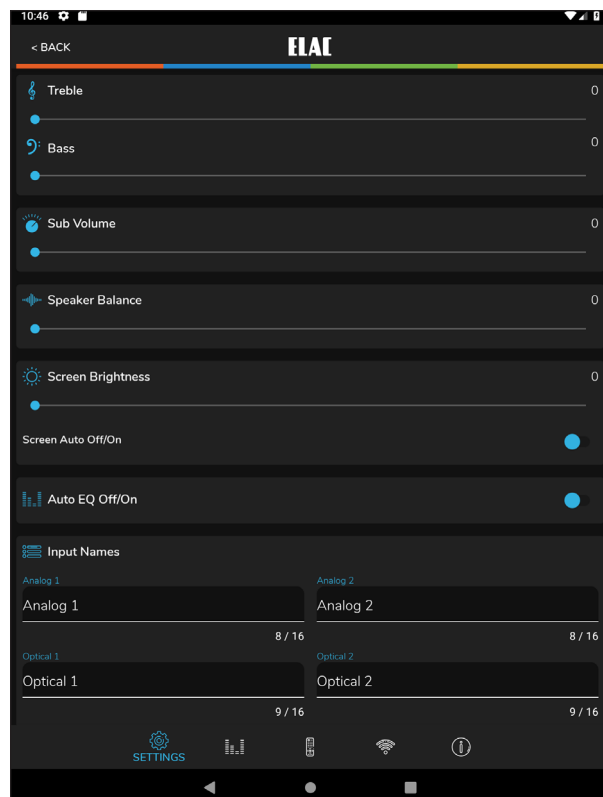 10:46
< BACK
ELAC
Treble 0
Bass 0
Sub Volume 0
Speaker Balance 0
Screen Brightness 0
Screen Auto Off/On
Auto EQ Off/On
Input Names
Analog 1 Analog 2
Analog 1 Analog 2
8 / 16 8 / 16
Optical 1 Optical 2
Optical 1 Optical 2
9 / 16 9 / 16
SETTINGS